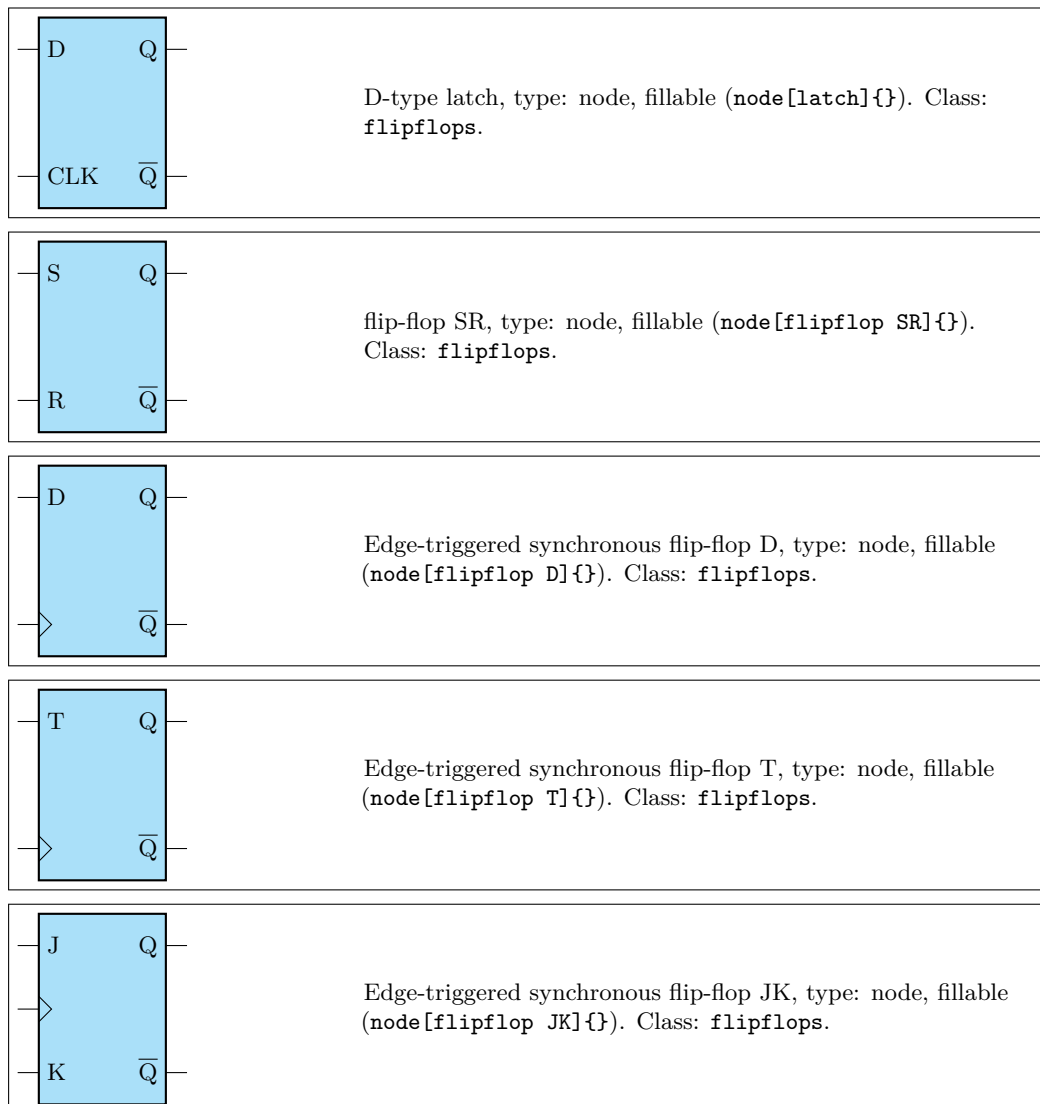 D Q
D-type latch, type: node, fillable (node[latch]{}). Class:
flipflops.
CLK Q̅
S Q
flip-flop SR, type: node, fillable (node[flipflop SR]{}).
Class: flipflops.
R Q̅
D Q
Edge-triggered synchronous flip-flop D, type: node, fillable
(node[flipflop D]{}). Class: flipflops.
Q̅
T Q
Edge-triggered synchronous flip-flop T, type: node, fillable
(node[flipflop T]{}). Class: flipflops.
Q̅
J Q
Edge-triggered synchronous flip-flop JK, type: node, fillable
(node[flipflop JK]{}). Class: flipflops.
K Q̅